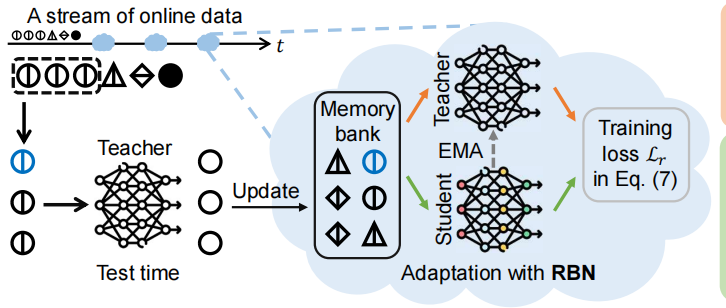 A stream of online data
t
Teacher
Test time
Update
Memory
bank
Teacher
EMA
Student
Training
loss ℒᵣ
in Eq. (7)
Adaptation with RBN